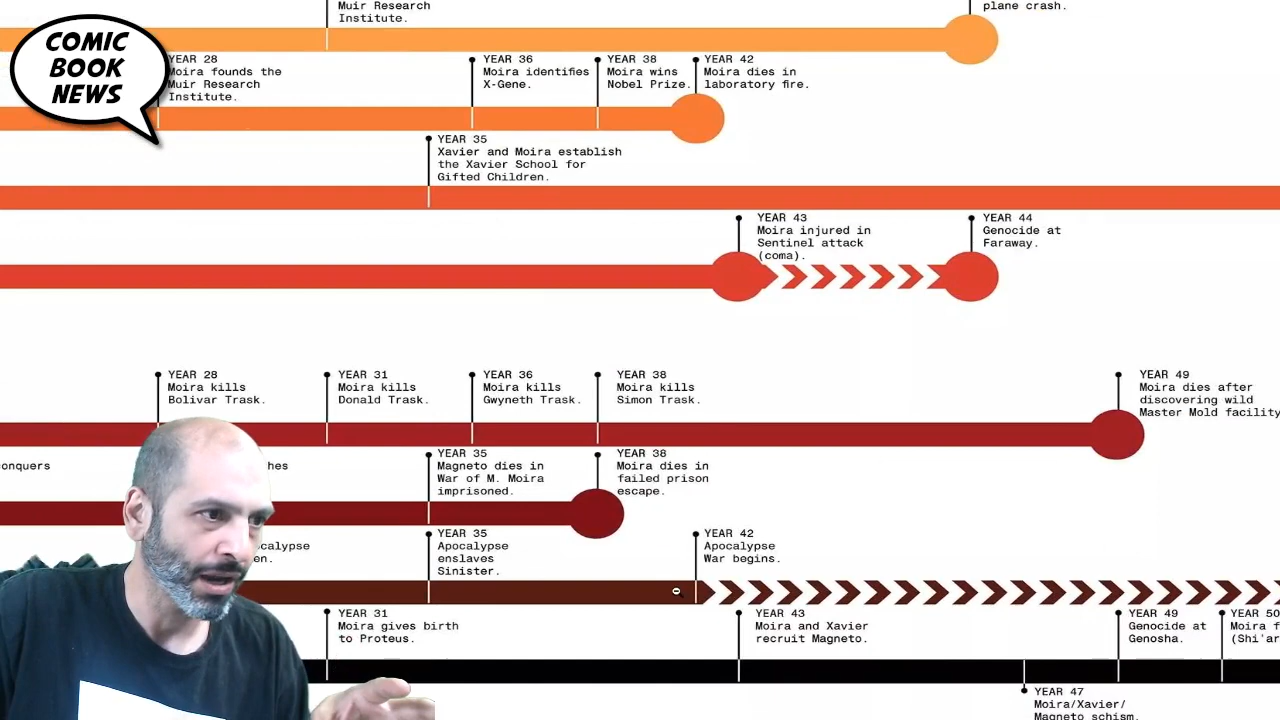 COMIC
BOOK
NEWS
Muir Research
Institute.
plane crash.
YEAR 28
Moira founds the
Muir Research
Institute.
YEAR 36
Moira identifies
X-Gene.
YEAR 38
Moira wins
Nobel Prize.
YEAR 42
Moira dies in
laboratory fire.
YEAR 35
Xavier and Moira establish
the Xavier School for
Gifted Children.
YEAR 43
Moira injured in
Sentinel attack
(coma).
YEAR 44
Genocide at
Faraway.
YEAR 28
Moira kills
Bolivar Trask.
YEAR 31
Moira kills
Donald Trask.
YEAR 36
Moira kills
Gwyneth Trask.
YEAR 38
Moira kills
Simon Trask.
YEAR 49
Moira dies after
discovering wild
Master Mold facility
onquers
hes
YEAR 35
Magneto dies in
War of M. Moira
imprisoned.
YEAR 38
Moira dies in
failed prison
escape.
calypse
en.
YEAR 35
Apocalypse
enslaves
Sinister.
YEAR 42
Apocalypse
War begins.
YEAR 31
Moira gives birth
to Proteus.
YEAR 43
Moira and Xavier
recruit Magneto.
YEAR 49
Genocide at
Genosha.
YEAR 50
Moira f
(Shi'ar
YEAR 47
Moira/Xavier/
Magneto schism.